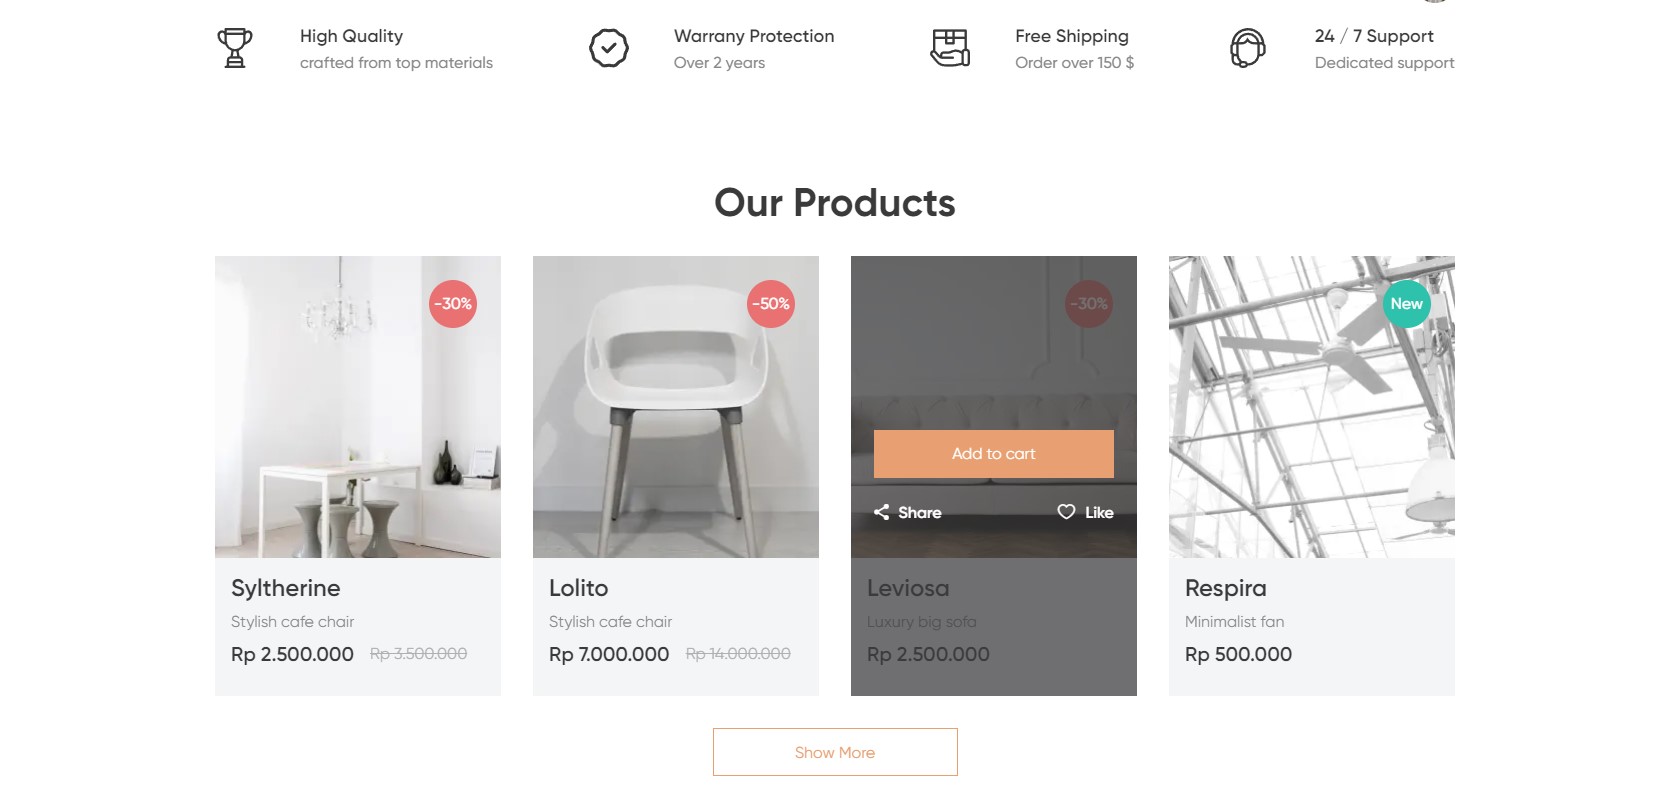 High Quality
crafted from top materials
Warrany Protection
Over 2 years
Free Shipping
Order over 150 $
24 / 7 Support
Dedicated support
Our Products
-30%
Syltherine
Stylish cafe chair
Rp 2.500.000 Rp 3.500.000
-50%
Lolito
Stylish cafe chair
Rp 7.000.000 Rp 14.000.000
-30%
Add to cart
Share
Like
Leviosa
Luxury big sofa
Rp 2.500.000
New
Respira
Minimalist fan
Rp 500.000
Show More